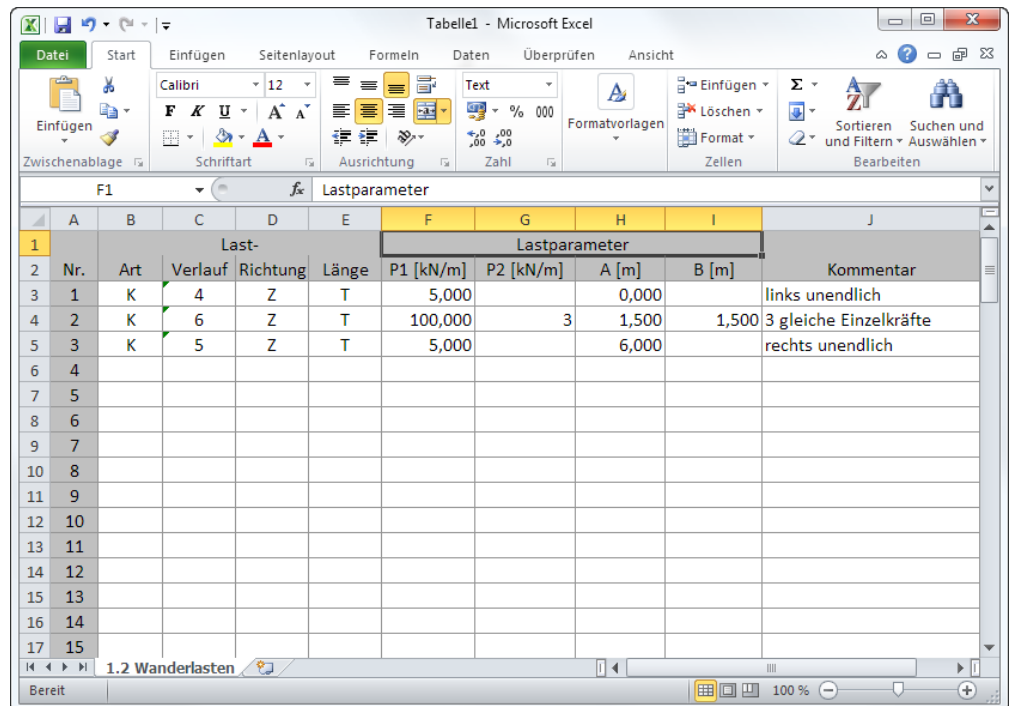 Tabelle1 - Microsoft Excel
Datei Start Einfügen Seitenlayout Formeln Daten Überprüfen Ansicht
Einfügen
Zwischenablage
Calibri 12
F K U A A
A
Schriftart
Ausrichtung
Text
% 000
,0 ,00
,00 ,0
Zahl
Formatvorlagen
Einfügen
Löschen
Format
Zellen
Σ
Sortieren und Filtern
Suchen und Auswählen
Bearbeiten
F1 fx Lastparameter
A B C D E F G H I J
1 Last- Lastparameter
2 Nr. Art Verlauf Richtung Länge P1 [kN/m] P2 [kN/m] A [m] B [m] Kommentar
3 1 K 4 Z T 5,000 0,000 links unendlich
4 2 K 6 Z T 100,000 3 1,500 1,500 3 gleiche Einzelkräfte
5 3 K 5 Z T 5,000 6,000 rechts unendlich
6 4
7 5
8 6
9 7
10 8
11 9
12 10
13 11
14 12
15 13
16 14
17 15
1.2 Wanderlasten
Bereit 100 %